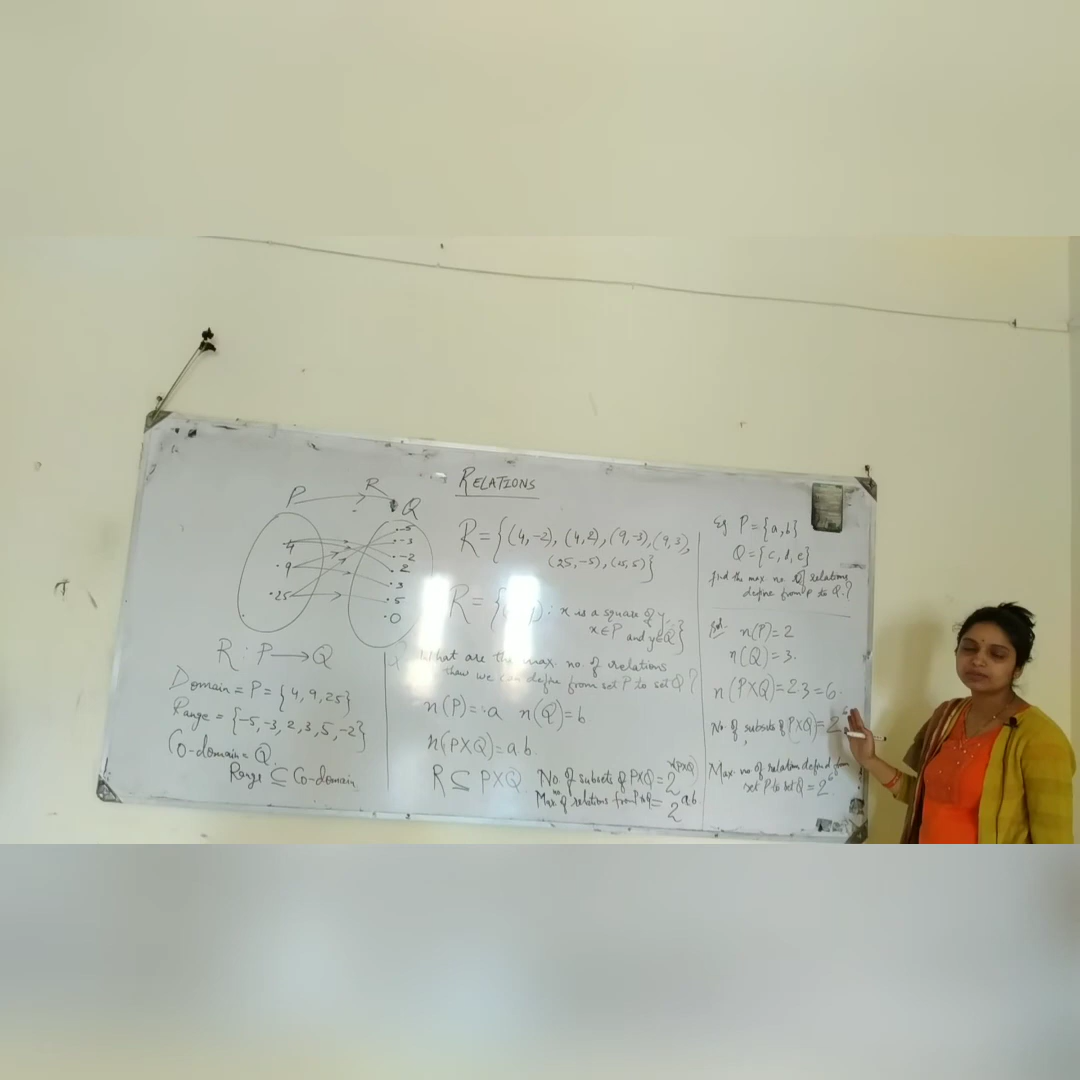 RELATIONS
P
R
Q
·4
·9
·25
·-5
·-3
·-2
·2
·3
·5
·0
R : P → Q
Domain = P = {4, 9, 25}
Range = {-5, -3, 2, 3, 5, -2}
Co-domain = Q
Range ⊆ Co-domain
R = {(4, -2), (4, 2), (9, -3), (9, 3),
(25, -5), (25, 5)}
R = { : x is a square of y,
x ∈ P and y ∈ Q}
What are the max. no. of relations
we can define from set P to set Q?
n(P) = a n(Q) = b
n(P×Q) = ab.
R ⊆ P×Q No. of subsets of P×Q = 2^n(P×Q)
Max. no. of relations from P to Q = 2^ab
Eg P = {a, b}
Q = {c, d, e}
find the max. no. of relations
define from P to Q.?
Sol. n(P) = 2
n(Q) = 3.
n(P×Q) = 2·3 = 6.
No. of subsets of (P×Q) = 2^6
Max. no. of relation defined from
set P to set Q = 2^6